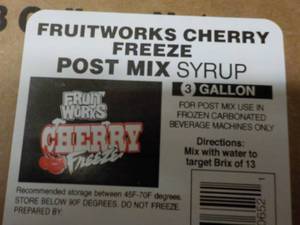 FRUITWORKS CHERRY
FREEZE
POST MIX SYRUP
3 GALLON
FOR POST MIX USE IN
FROZEN CARBONATED
BEVERAGE MACHINES ONLY
FRUIT
WORKS
CHERRY
Freeze
Directions:
Mix with water to
target Brix of 13
Recommended storage between 45F-70F degrees
STORE BELOW 90F DEGREES. DO NOT FREEZE
PREPARED BY